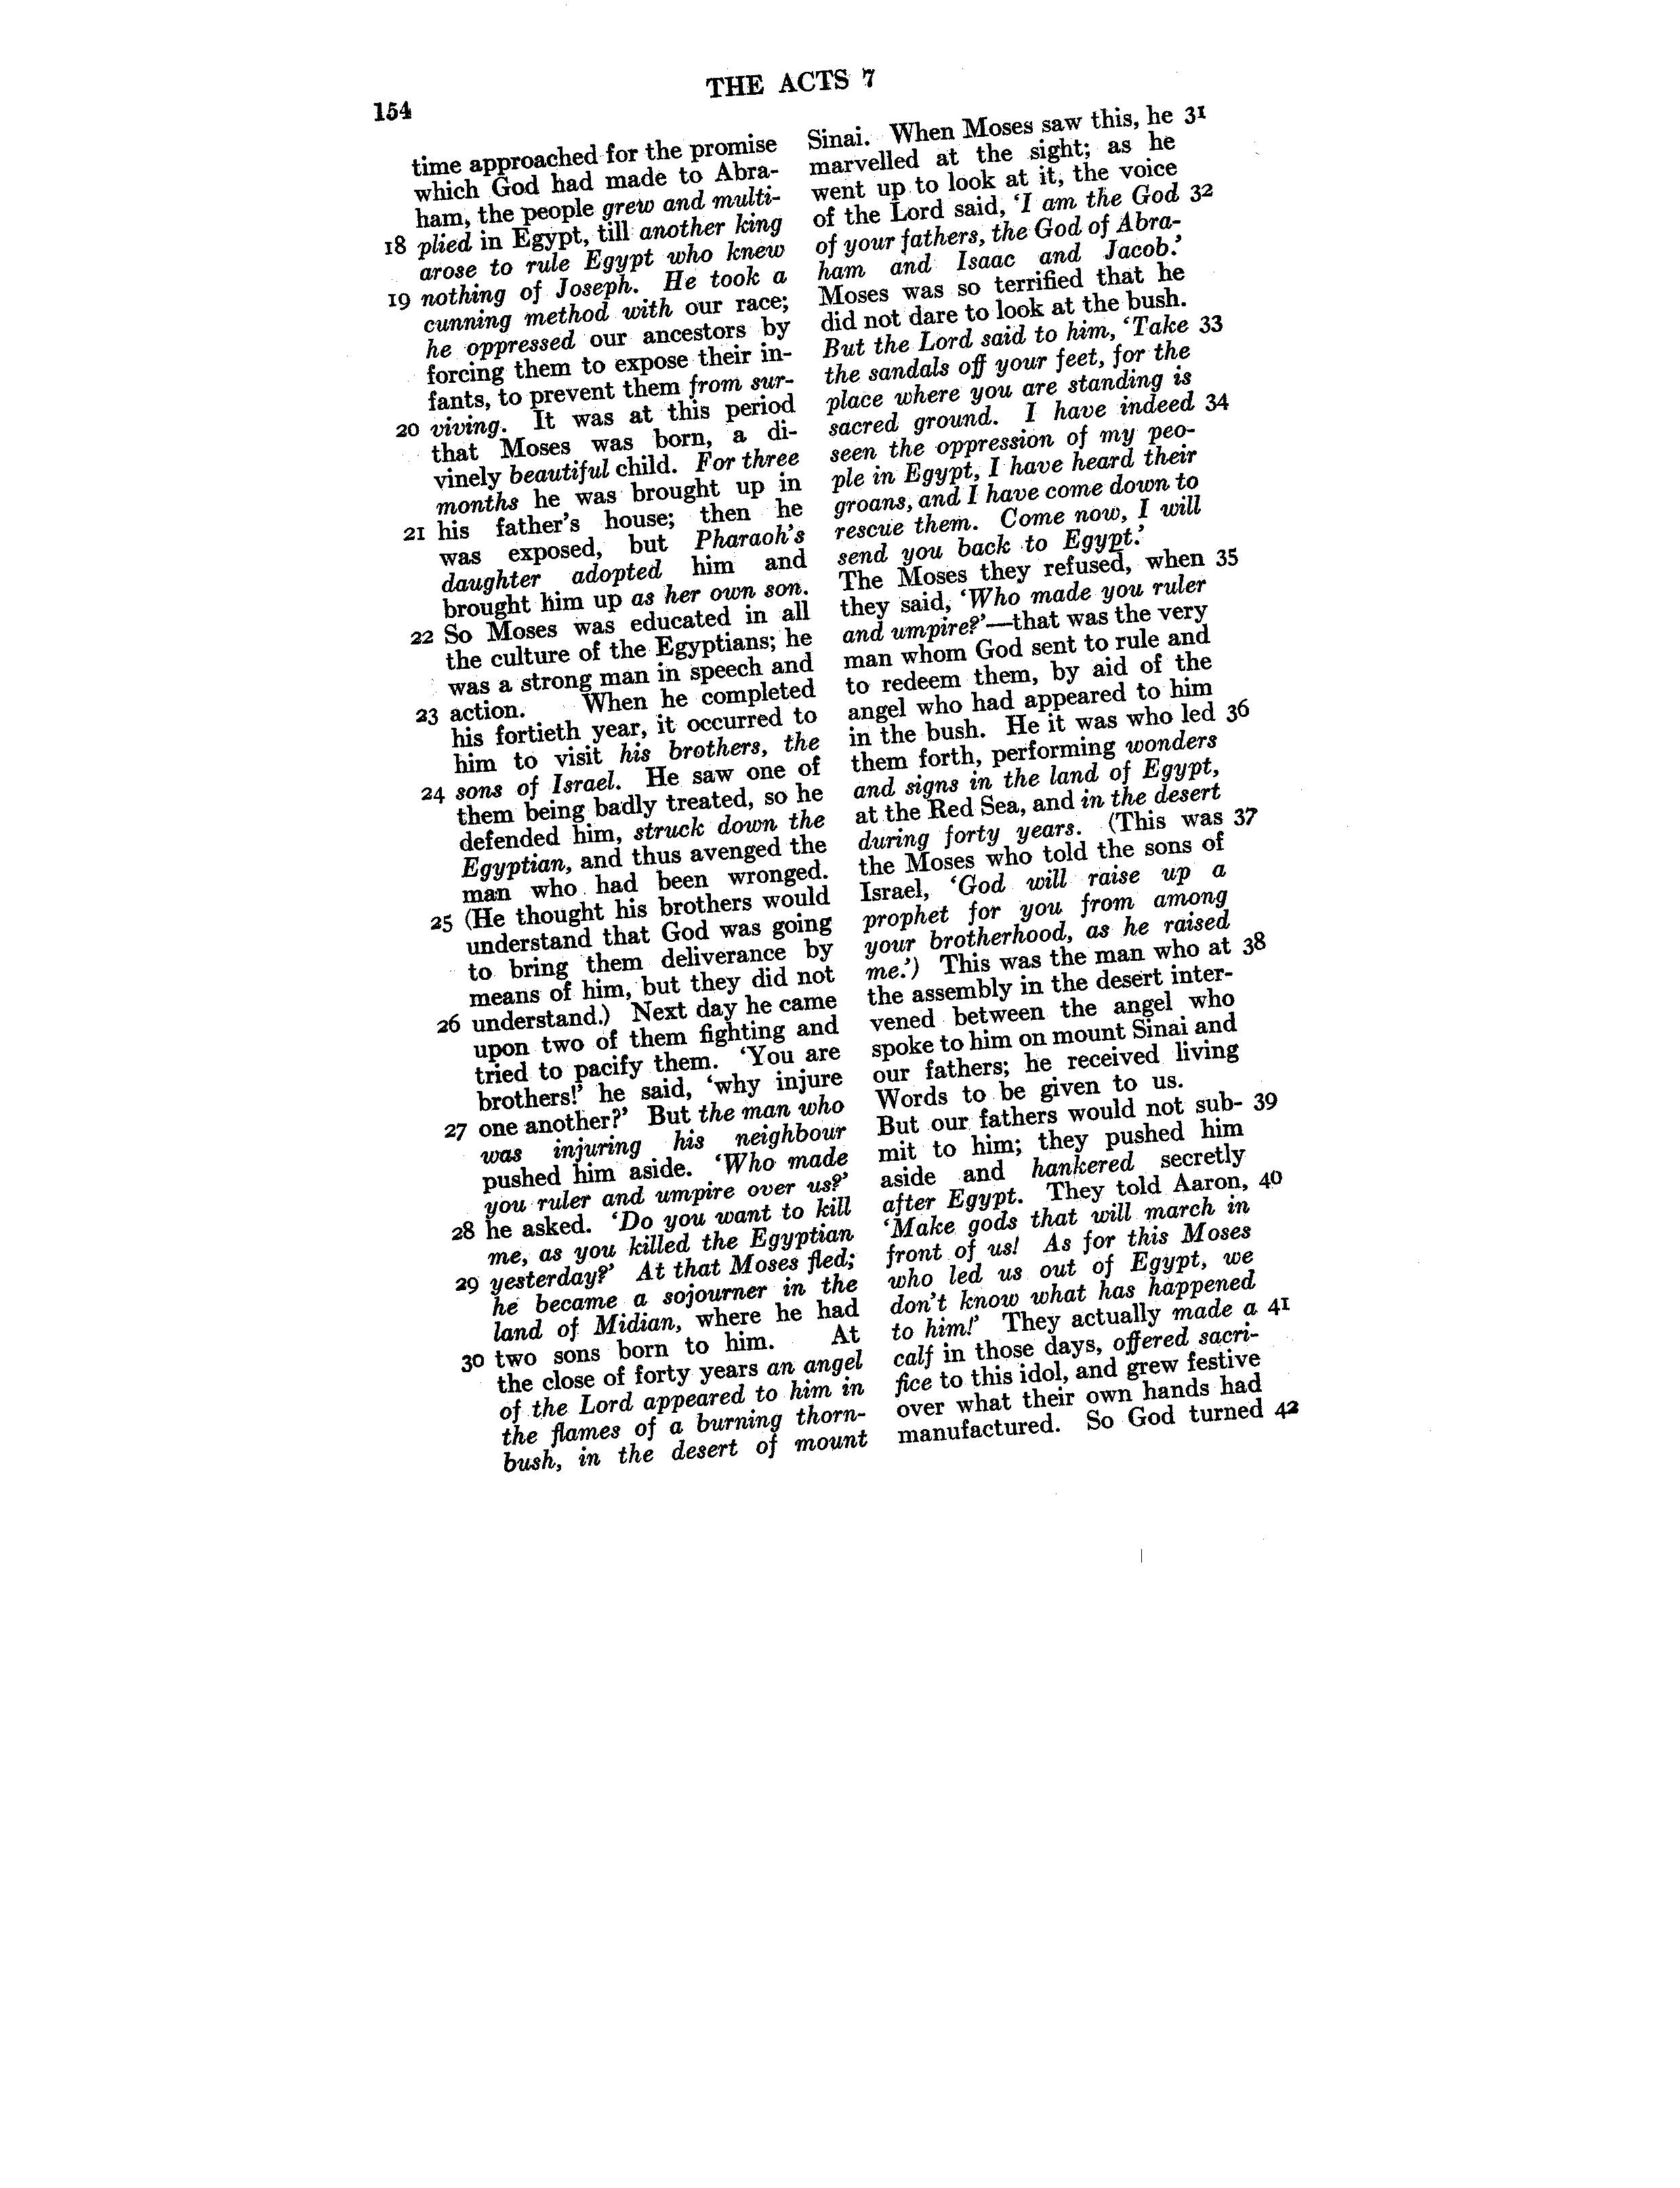 154
THE ACTS 7
time approached for the promise
which God had made to Abra-
ham, the people grew and multi-
18 plied in Egypt, till another king
arose to rule Egypt who knew
19 nothing of Joseph. He took a
cunning method with our race;
he oppressed our ancestors by
forcing them to expose their in-
fants, to prevent them from sur-
20 viving. It was at this period
that Moses was born, a di-
vinely beautiful child. For three
months he was brought up in
21 his father's house; then he
was exposed, but Pharaoh's
daughter adopted him and
brought him up as her own son.
22 So Moses was educated in all
the culture of the Egyptians; he
was a strong man in speech and
23 action. When he completed
his fortieth year, it occurred to
him to visit his brothers, the
24 sons of Israel. He saw one of
them being badly treated, so he
defended him, struck down the
Egyptian, and thus avenged the
man who had been wronged.
25 (He thought his brothers would
understand that God was going
to bring them deliverance by
means of him, but they did not
26 understand.) Next day he came
upon two of them fighting and
tried to pacify them. 'You are
brothers!' he said, 'why injure
27 one another?' But the man who
was injuring his neighbour
pushed him aside. 'Who made
you ruler and umpire over us?'
28 he asked. 'Do you want to kill
me, as you killed the Egyptian
29 yesterday?' At that Moses fled;
he became a sojourner in the
land of Midian, where he had
30 two sons born to him. At
the close of forty years an angel
of the Lord appeared to him in
the flames of a burning thorn-
bush, in the desert of mount
Sinai. When Moses saw this, he 31
marvelled at the sight; as he
went up to look at it, the voice
of the Lord said, 'I am the God 32
of your fathers, the God of Abra-
ham and Isaac and Jacob.'
Moses was so terrified that he
did not dare to look at the bush.
But the Lord said to him, 'Take 33
the sandals off your feet, for the
place where you are standing is
sacred ground. I have indeed 34
seen the oppression of my peo-
ple in Egypt, I have heard their
groans, and I have come down to
rescue them. Come now, I will
send you back to Egypt.'
The Moses they refused, when 35
they said, 'Who made you ruler
and umpire?'—that was the very
man whom God sent to rule and
to redeem them, by aid of the
angel who had appeared to him
in the bush. He it was who led 36
them forth, performing wonders
and signs in the land of Egypt,
at the Red Sea, and in the desert
during forty years. (This was 37
the Moses who told the sons of
Israel, 'God will raise up a
prophet for you from among
your brotherhood, as he raised
me.') This was the man who at 38
the assembly in the desert inter-
vened between the angel who
spoke to him on mount Sinai and
our fathers; he received living
Words to be given to us.
But our fathers would not sub- 39
mit to him; they pushed him
aside and hankered secretly
after Egypt. They told Aaron, 40
'Make gods that will march in
front of us! As for this Moses
who led us out of Egypt, we
don't know what has happened
to him!' They actually made a 41
calf in those days, offered sacri-
fice to this idol, and grew festive
over what their own hands had
manufactured. So God turned 42